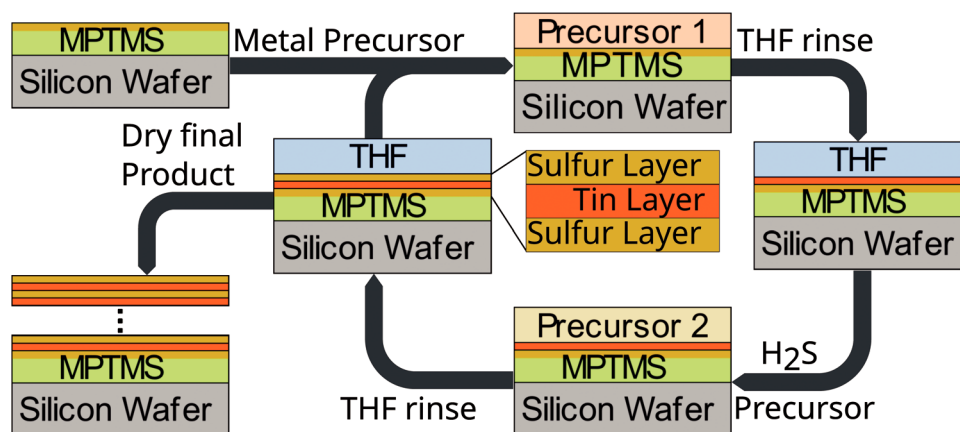 MPTMS
Silicon Wafer
Metal Precursor
Precursor 1
MPTMS
Silicon Wafer
THF rinse
THF
MPTMS
Silicon Wafer
H2S
Precursor
Precursor 2
MPTMS
Silicon Wafer
THF rinse
THF
MPTMS
Silicon Wafer
Sulfur Layer
Tin Layer
Sulfur Layer
Dry final
Product
MPTMS
Silicon Wafer